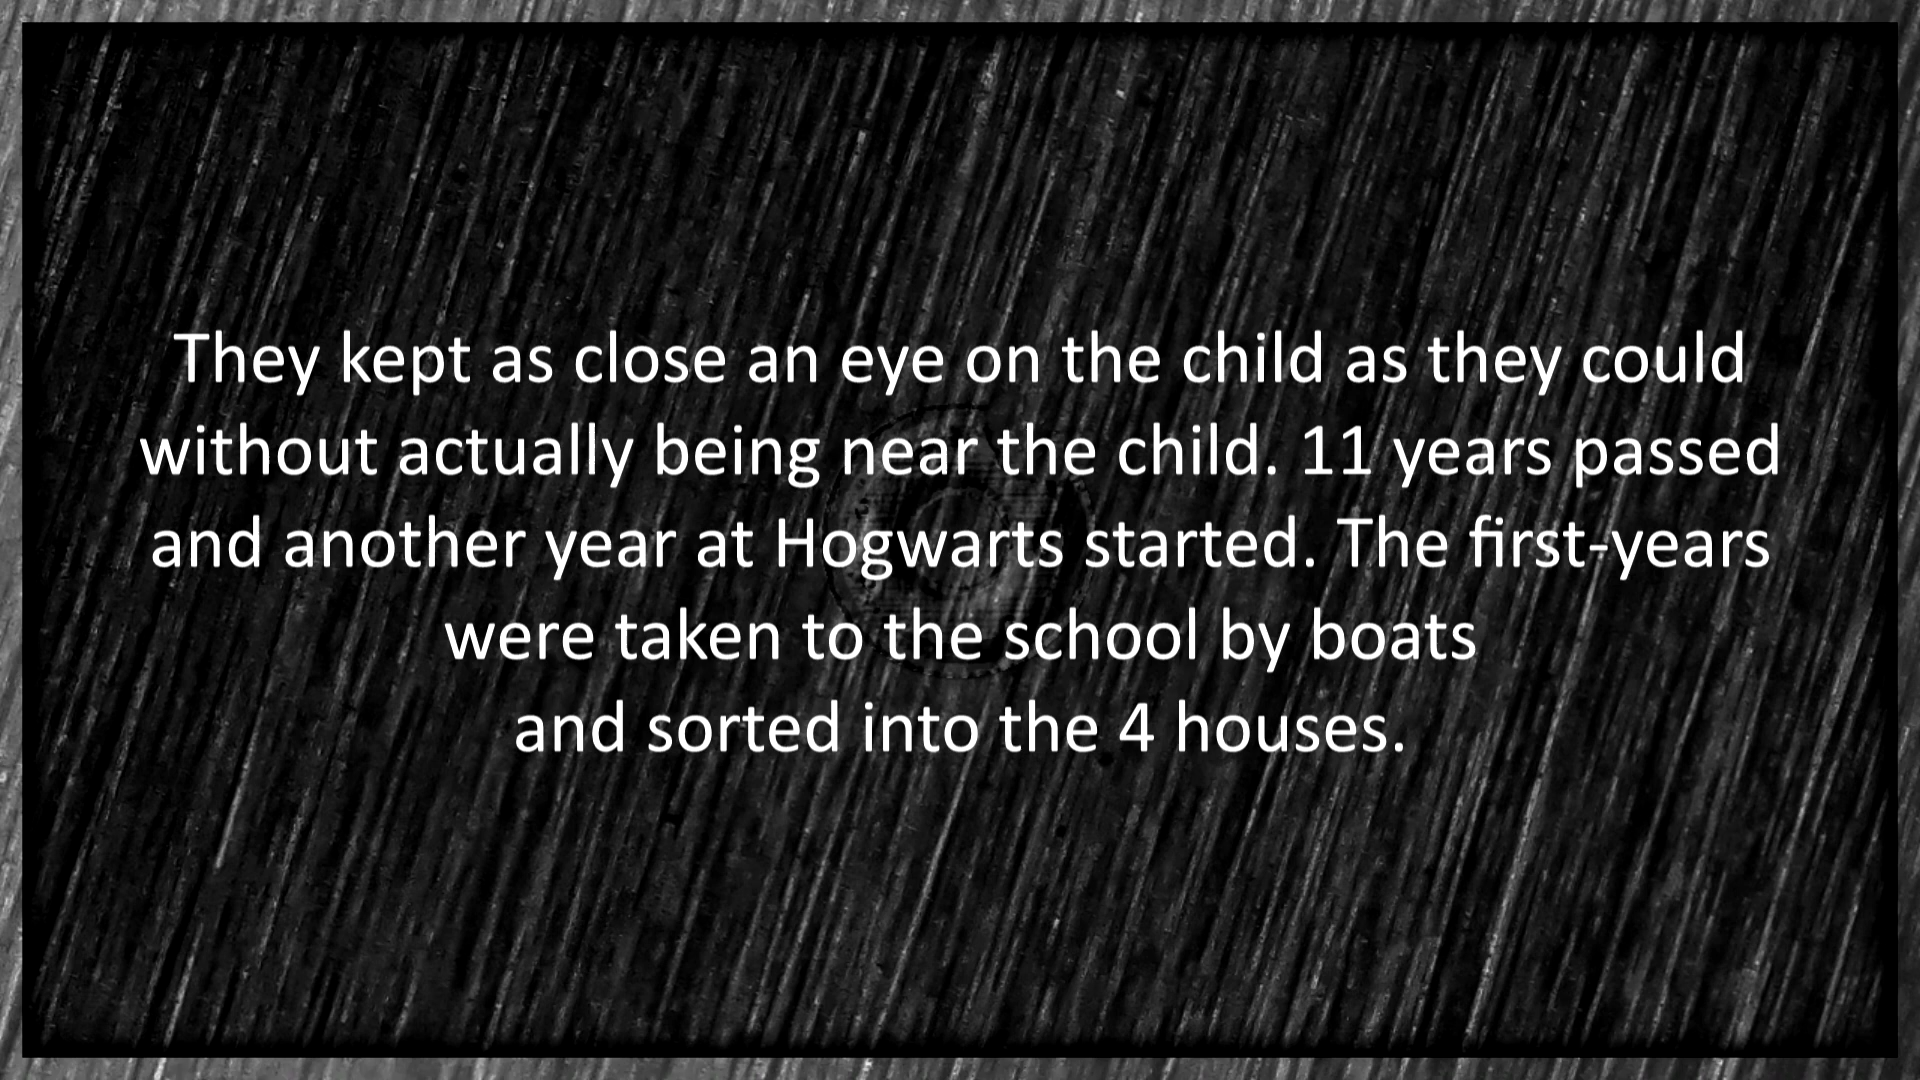 They kept as close an eye on the child as they could
without actually being near the child. 11 years passed
and another year at Hogwarts started. The first-years
were taken to the school by boats
and sorted into the 4 houses.